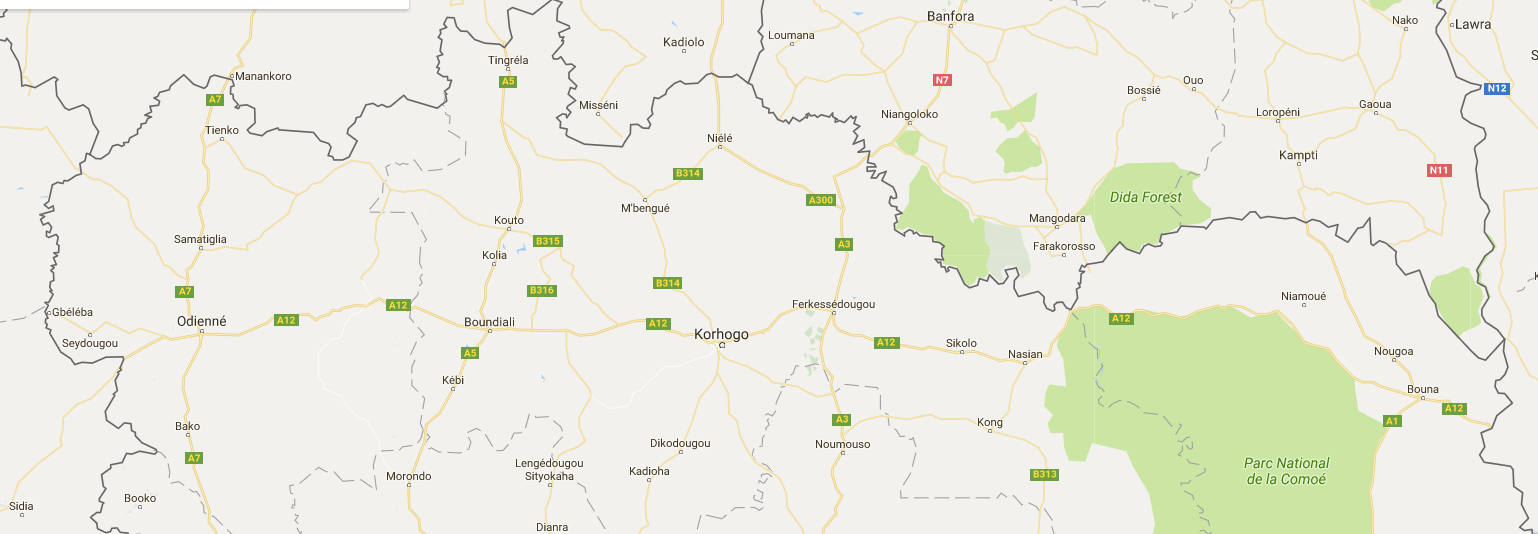 Banfora
Nako
Lawra
Loumana
Kadiolo
Tingréla
Manankoro
A5
N7
Ouo
Bossié
N12
A7
Misséni
Gaoua
Loropéni
Niangoloko
Tienko
Niélé
Kampti
B314
N11
A300
Dida Forest
M'bengué
Kouto
Mangodara
Samatiglia
B315
A3
Farakorosso
Kolia
B314
A7
B316
Niamoué
A12
Ferkessédougou
Gbéléba
Odienné
A12
Boundiali
A12
A12
Korhogo
Seydougou
A12
Sikolo
Nasian
A5
Nougoa
Kébi
Bouna
A12
A3
A1
Kong
Bako
Dikodougou
Noumouso
A7
Lengédougou
Sityokaha
Kadioha
Parc National
de la Comoé
Morondo
B313
Booko
Sidia
Dianra